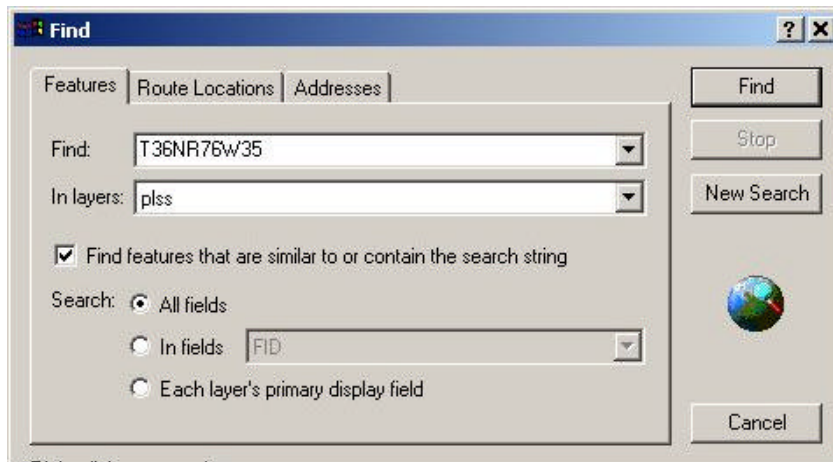 Find
Features Route Locations Addresses
Find
Find: T36NR76W35
Stop
In layers: plss
New Search
Find features that are similar to or contain the search string
Search: All fields
In fields FID
Each layer's primary display field
Cancel